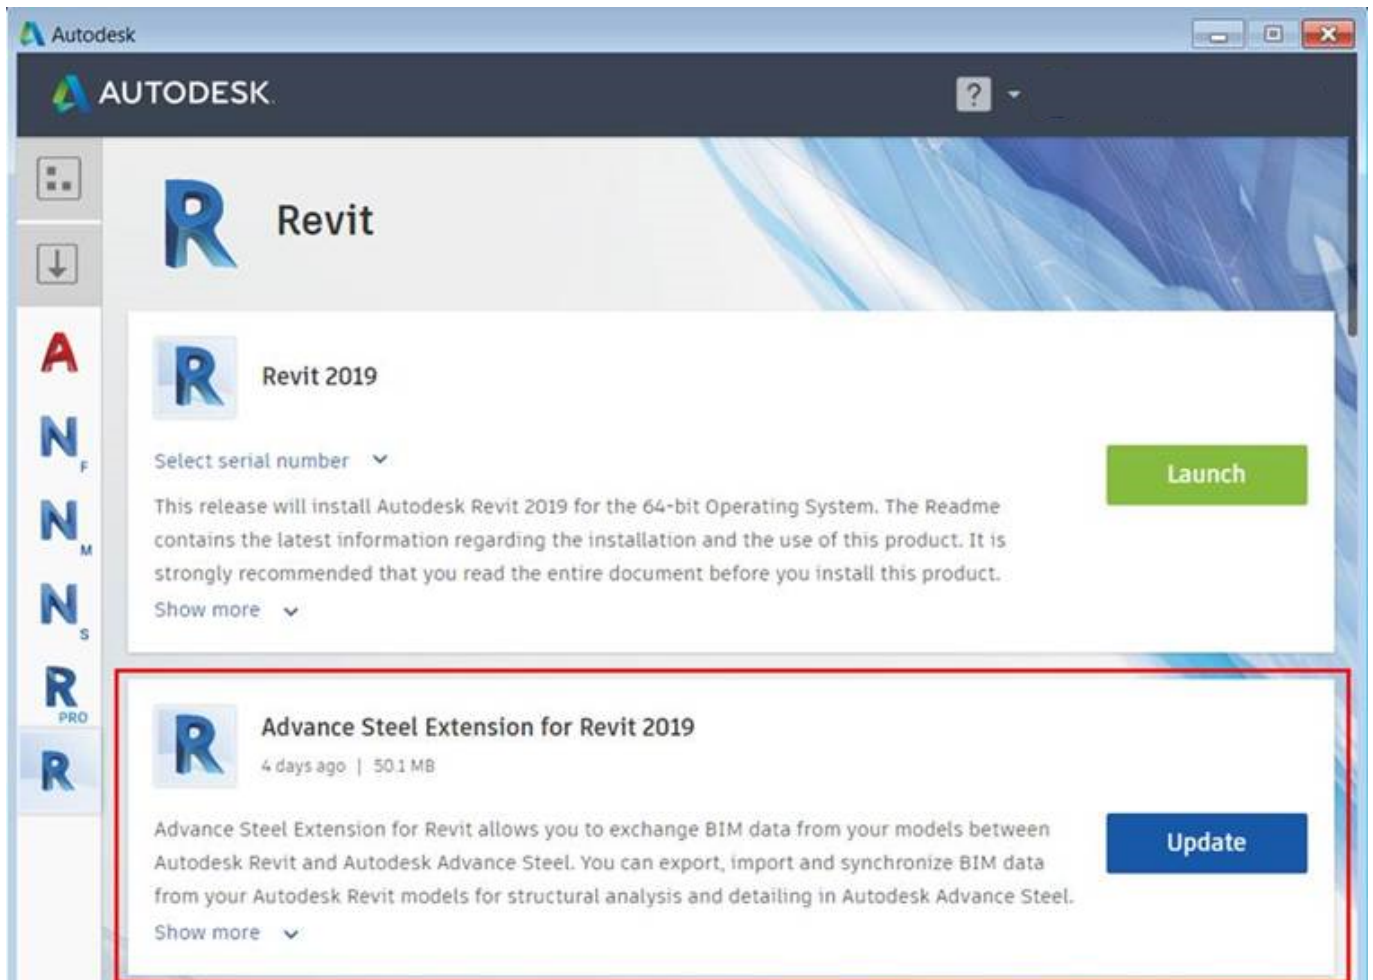 Autodesk
AUTODESK.
?
R Revit
A
N F
N M
N S
R PRO
R
R Revit 2019
Select serial number
Launch
This release will install Autodesk Revit 2019 for the 64-bit Operating System. The Readme
contains the latest information regarding the installation and the use of this product. It is
strongly recommended that you read the entire document before you install this product.
Show more
R Advance Steel Extension for Revit 2019
4 days ago | 50.1 MB
Advance Steel Extension for Revit allows you to exchange BIM data from your models between
Autodesk Revit and Autodesk Advance Steel. You can export, import and synchronize BIM data
from your Autodesk Revit models for structural analysis and detailing in Autodesk Advance Steel.
Update
Show more